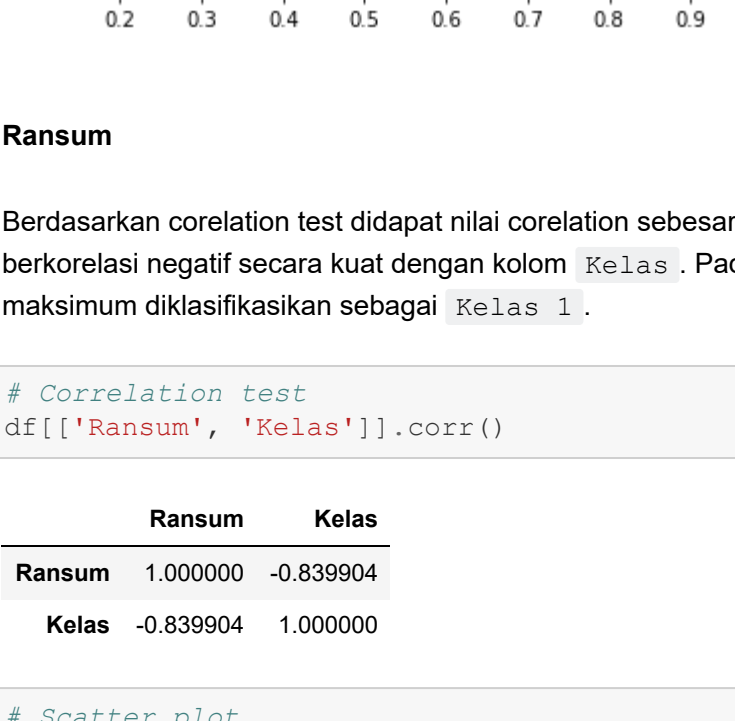 0.2 0.3 0.4 0.5 0.6 0.7 0.8 0.9
Ransum
Berdasarkan corelation test didapat nilai corelation sebesar
berkorelasi negatif secara kuat dengan kolom Kelas .
maksimum diklasifikasikan sebagai Kelas 1 .
# Correlation test
df[['Ransum', 'Kelas']].corr()
Ransum Kelas
Ransum 1.000000 -0.839904
Kelas -0.839904 1.000000
# Scatter plot